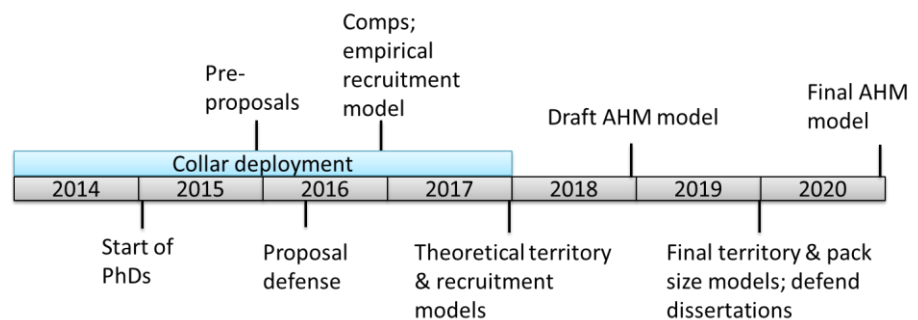 Comps;
empirical
recruitment
model
Pre-
proposals
Final AHM
model
Draft AHM model
Collar deployment
2014 2015 2016 2017 2018 2019 2020
Start of
PhDs
Proposal
defense
Theoretical territory
& recruitment
models
Final territory & pack
size models; defend
dissertations